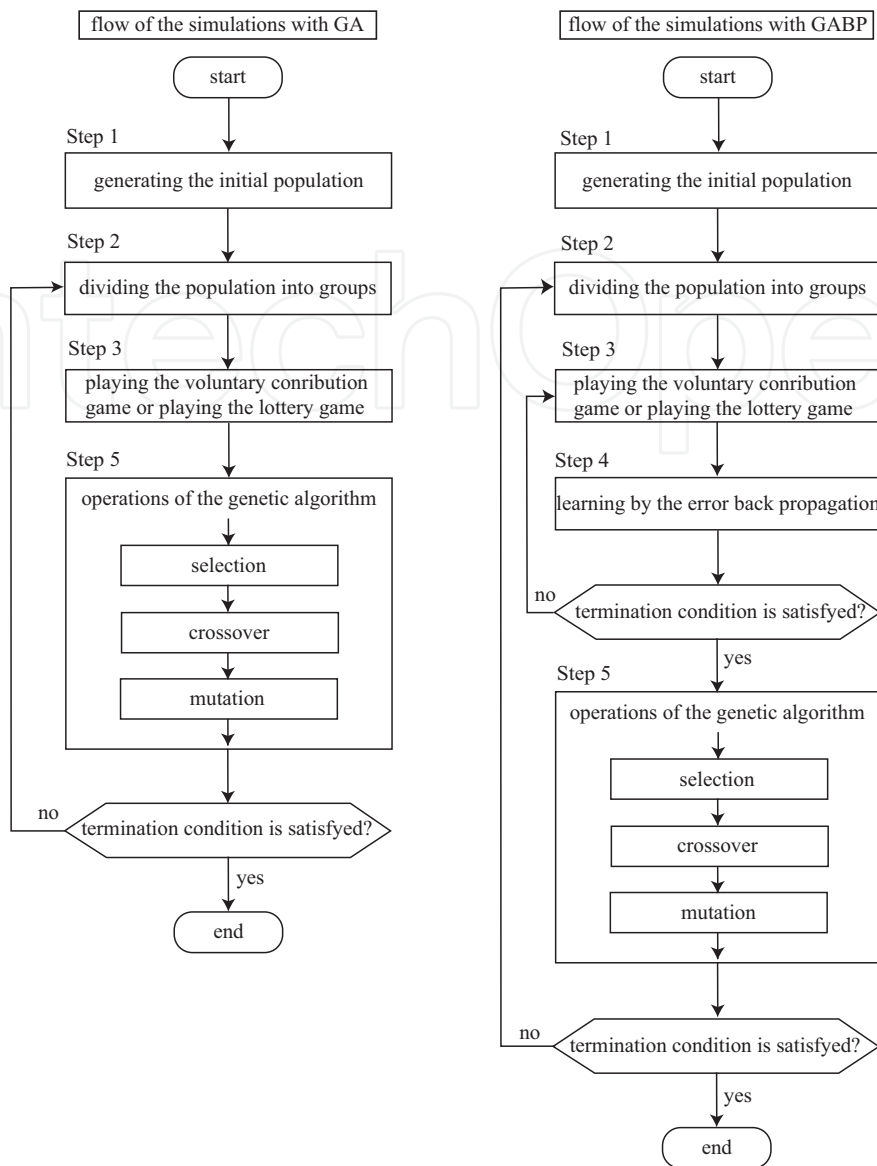 flow of the simulations with GA
start
Step 1
generating the initial population
Step 2
dividing the population into groups
Step 3
playing the voluntary conribution
game or playing the lottery game
Step 5
operations of the genetic algorithm
selection
crossover
mutation
no
termination condition is satisfyed?
yes
end
flow of the simulations with GABP
start
Step 1
generating the initial population
Step 2
dividing the population into groups
Step 3
playing the voluntary conribution
game or playing the lottery game
Step 4
learning by the error back propagation
no
termination condition is satisfyed?
yes
Step 5
operations of the genetic algorithm
selection
crossover
mutation
no
termination condition is satisfyed?
yes
end
ntechOpe